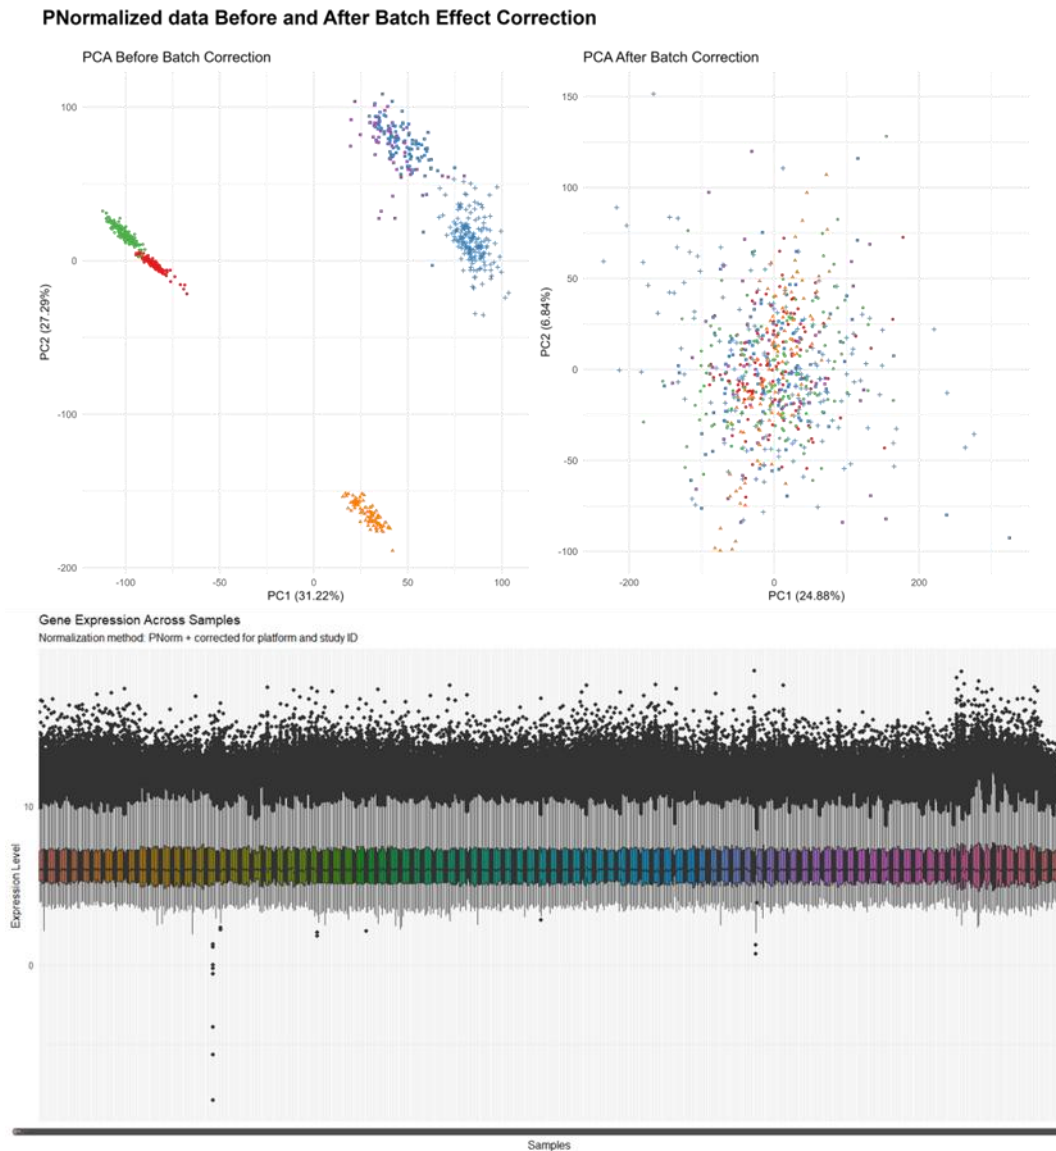 PNormalized data Before and After Batch Effect Correction
PCA Before Batch Correction
100
0
-100
-200
PC2 (27.29%)
-100
-50
0
50
100
PC1 (31.22%)
PCA After Batch Correction
150
100
50
0
-50
-100
PC2 (6.84%)
-200
0
200
PC1 (24.88%)
Gene Expression Across Samples
Normalization method: PNorm + corrected for platform and study ID
10
0
Expression Level
Samples